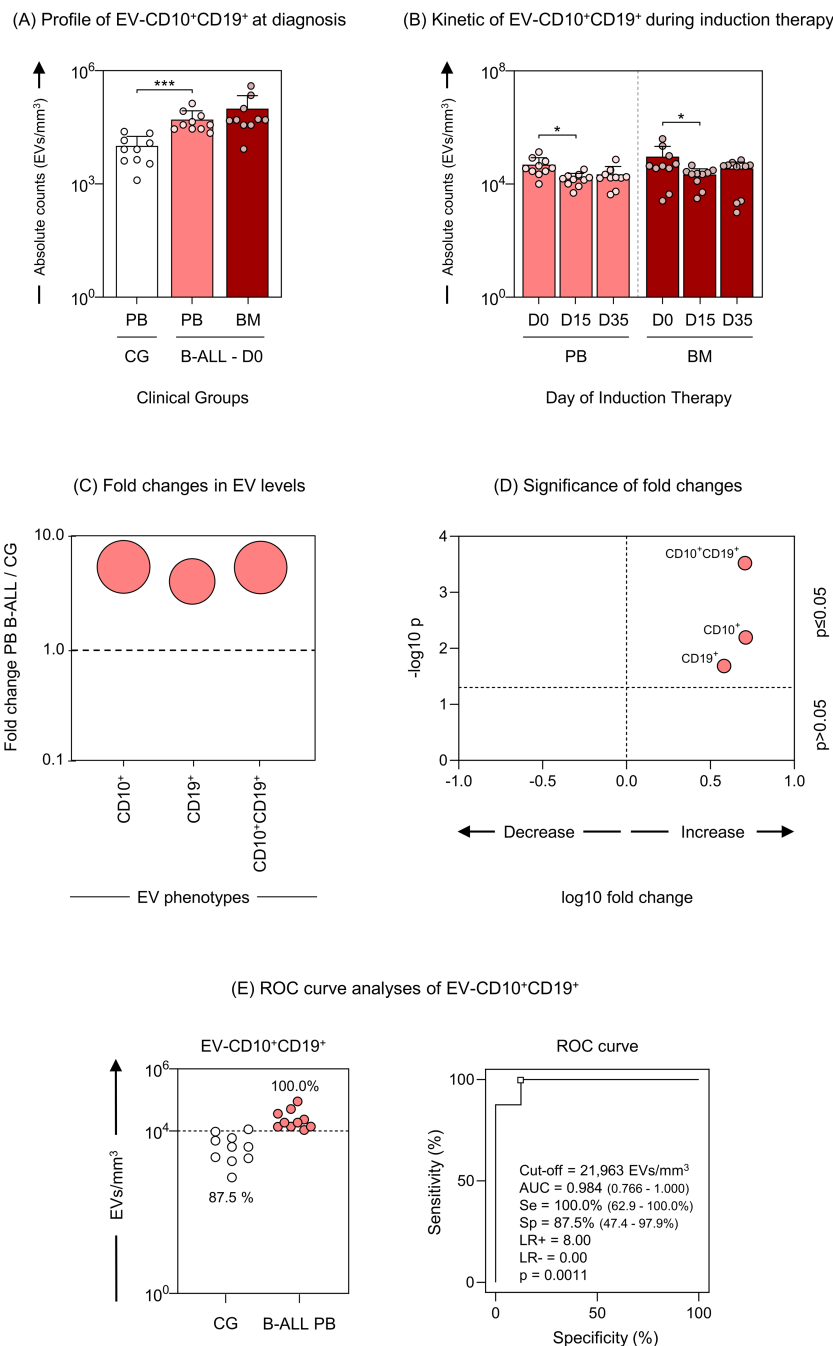 (A) Profile of EV-CD10⁺CD19⁺ at diagnosis
Absolute counts (EVs/mm³)
10⁶
10³
10⁰
***
PB PB BM
CG B-ALL - D0
Clinical Groups
(B) Kinetic of EV-CD10⁺CD19⁺ during induction therapy
Absolute counts (EVs/mm³)
10⁸
10⁴
10⁰
* *
D0 D15 D35 D0 D15 D35
PB BM
Day of Induction Therapy
(C) Fold changes in EV levels
Fold change PB B-ALL / CG
10.0
1.0
0.1
CD10⁺
CD19⁺
CD10⁺CD19⁺
EV phenotypes
(D) Significance of fold changes
-log10 p
4
3
2
1
0
CD10⁺CD19⁺
CD10⁺
CD19⁺
p≤0.05
p>0.05
-1.0 -0.5 0.0 0.5 1.0
Decrease Increase
log10 fold change
(E) ROC curve analyses of EV-CD10⁺CD19⁺
EV-CD10⁺CD19⁺
EVs/mm³
10⁶
10⁴
10⁰
100.0%
87.5 %
CG B-ALL PB
ROC curve
Sensitivity (%)
100
50
0
Cut-off = 21,963 EVs/mm³
AUC = 0.984 (0.766 - 1.000)
Se = 100.0% (62.9 - 100.0%)
Sp = 87.5% (47.4 - 97.9%)
LR+ = 8.00
LR- = 0.00
p = 0.0011
0 50 100
Specificity (%)